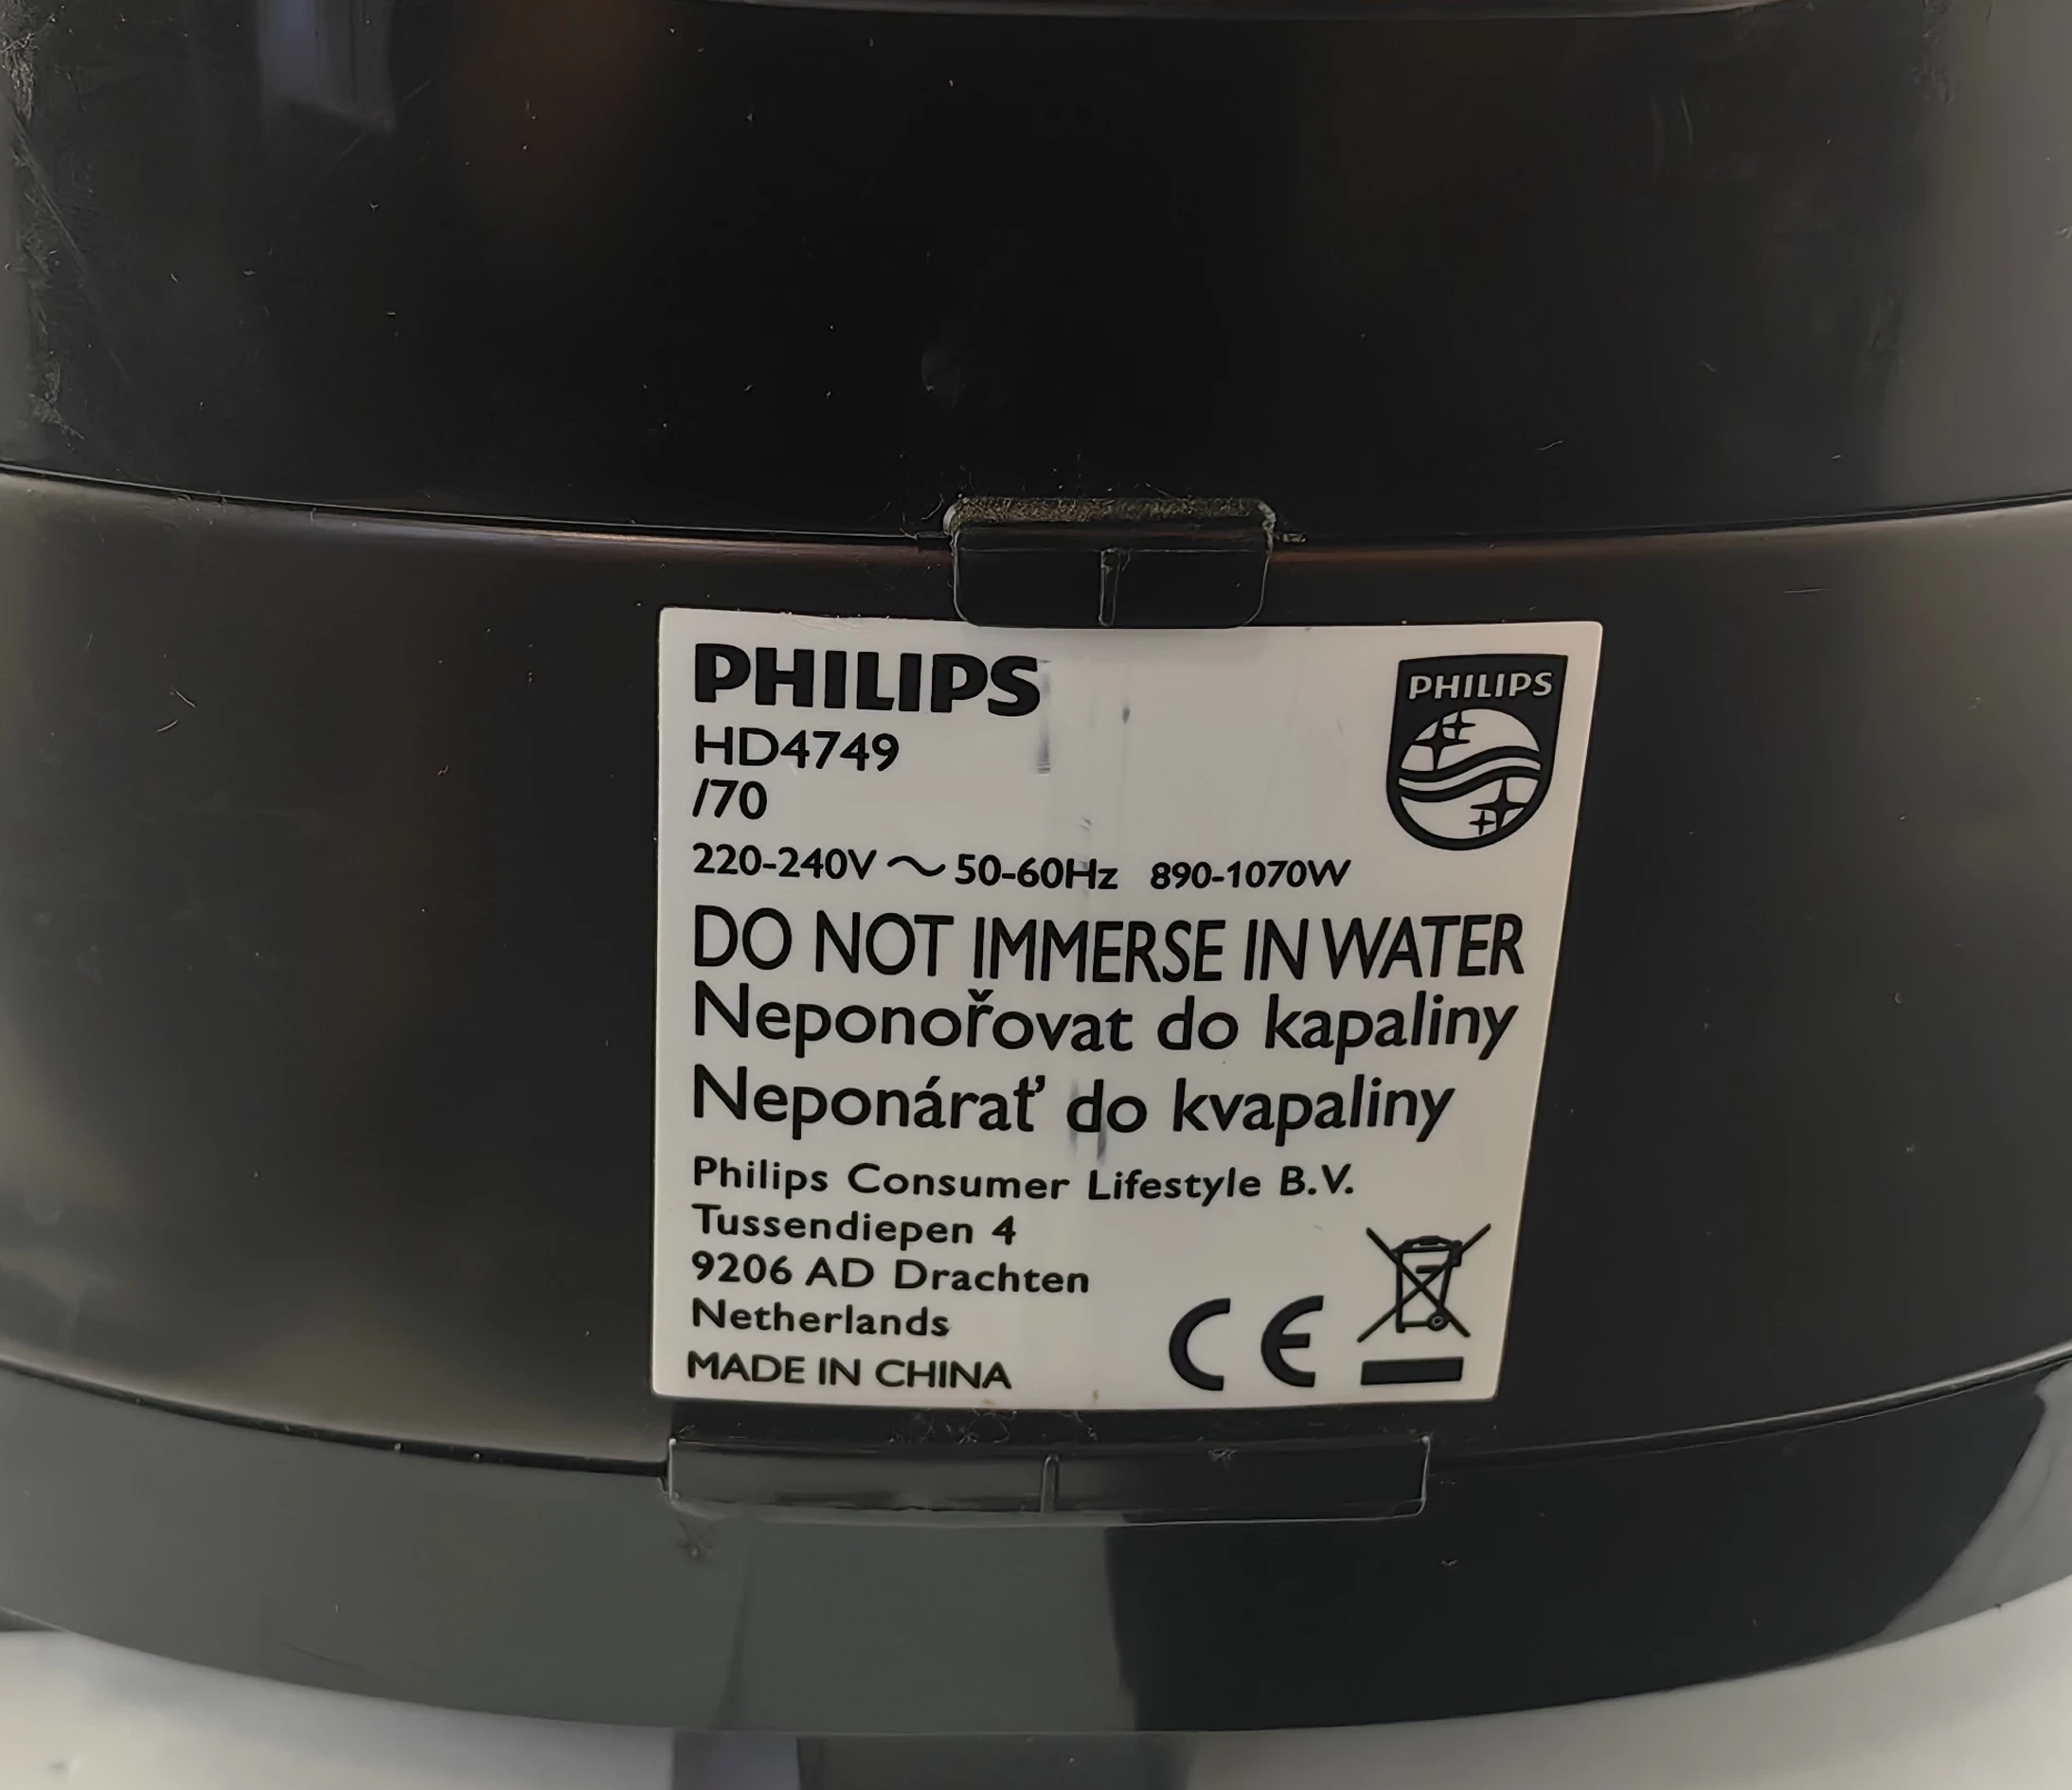 PHILIPS
PHILIPS
HD4749
/70
220-240V ~ 50-60Hz 890-1070W
DO NOT IMMERSE IN WATER
Neponořovat do kapaliny
Neponárať do kvapaliny
Philips Consumer Lifestyle B.V.
Tussendiepen 4
9206 AD Drachten
Netherlands
MADE IN CHINA
CE